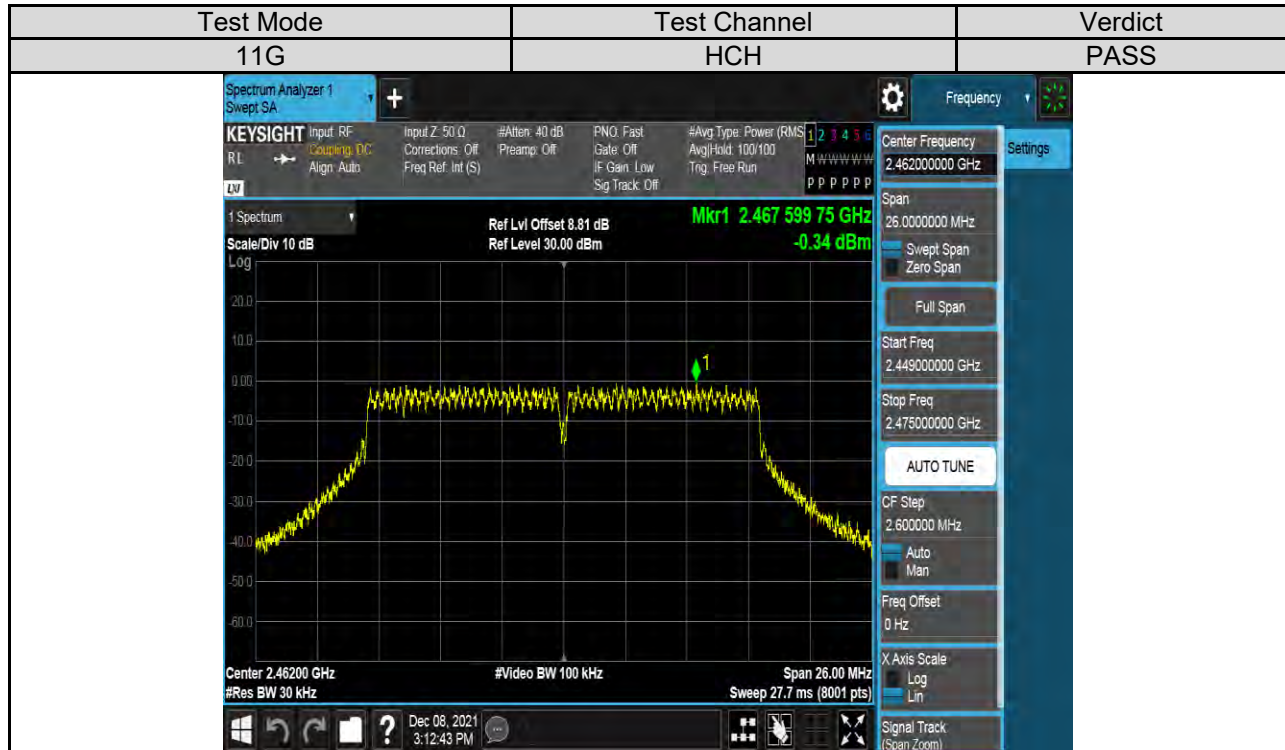 Test Mode Test Channel Verdict
11G HCH PASS
Spectrum Analyzer 1
Swept SA
+
Frequency
KEYSIGHT Input: RF Input Z: 50 Ω #Atten: 40 dB PNO: Fast #Avg Type: Power (RMS 1 2 3 4 5 6
RL Coupling: DC Corrections: Off Preamp: Off Gate: Off Avg|Hold: 100/100 M W W W W W
Align: Auto Freq Ref: Int (S) IF Gain: Low Trig: Free Run
LXI Sig Track: Off P P P P P P
Center Frequency
2.462000000 GHz
Settings
1 Spectrum
Scale/Div 10 dB
Ref Lvl Offset 8.81 dB
Ref Level 30.00 dBm
Mkr1 2.467 599 75 GHz
-0.34 dBm
Log
20.0
10.0
0.00
-10.0
-20.0
-30.0
-40.0
-50.0
-60.0
1
Span
26.0000000 MHz
Swept Span
Zero Span
Full Span
Start Freq
2.449000000 GHz
Stop Freq
2.475000000 GHz
AUTO TUNE
CF Step
2.600000 MHz
Auto
Man
Freq Offset
0 Hz
X Axis Scale
Log
Lin
Signal Track
(Span Zoom)
Center 2.46200 GHz #Video BW 100 kHz Span 26.00 MHz
#Res BW 30 kHz Sweep 27.7 ms (8001 pts)
? Dec 08, 2021
3:12:43 PM